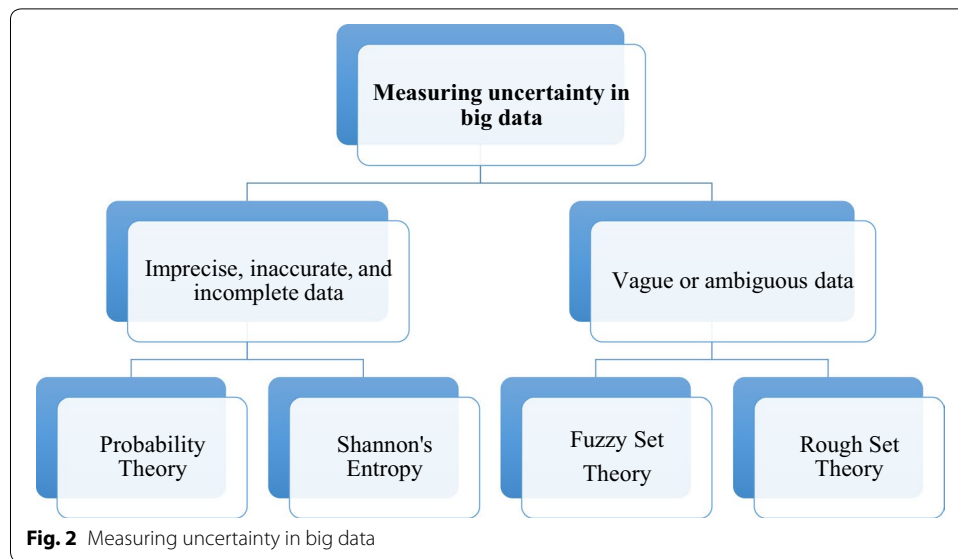 Measuring uncertainty in
big data
Imprecise, inaccurate, and
incomplete data
Vague or ambiguous data
Probability
Theory
Shannon's
Entropy
Fuzzy Set
Theory
Rough Set
Theory
Fig. 2 Measuring uncertainty in big data